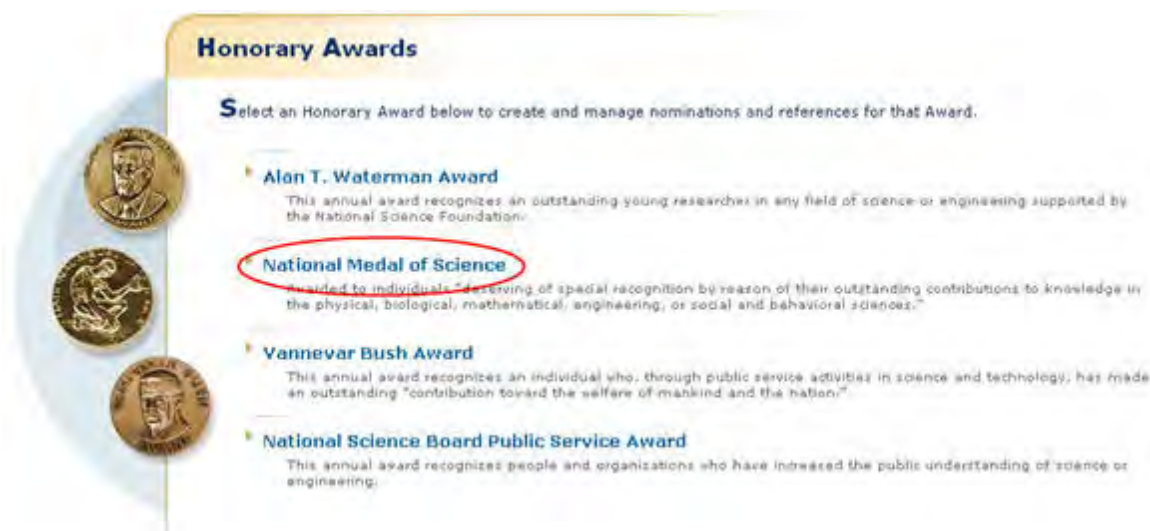 Honorary Awards
Select an Honorary Award below to create and manage nominations and references for that Award.
Alan T. Waterman Award
This annual award recognizes an outstanding young researcher in any field of science or engineering supported by
the National Science Foundation.
National Medal of Science
Awarded to individuals "deserving of special recognition by reason of their outstanding contributions to knowledge in
the physical, biological, mathematical, engineering, or social and behavioral sciences."
Vannevar Bush Award
This annual award recognizes an individual who, through public service activities in science and technology, has made
an outstanding "contribution toward the welfare of mankind and the nation."
National Science Board Public Service Award
This annual award recognizes people and organizations who have increased the public understanding of science or
engineering.